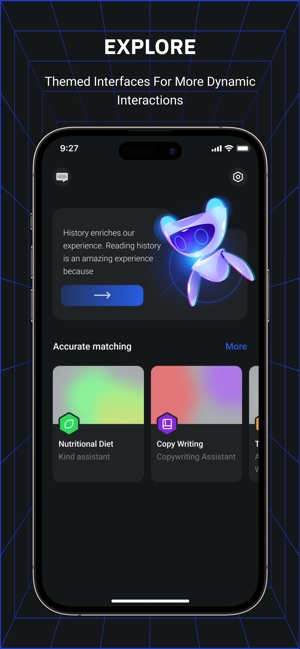 EXPLORE
Themed Interfaces For More Dynamic
Interactions
9:27
History enriches our
experience. Reading history
is an amazing experience
because
Accurate matching
More
Nutritional Diet
Kind assistant
Copy Writing
Copywriting Assistant
T
A
W